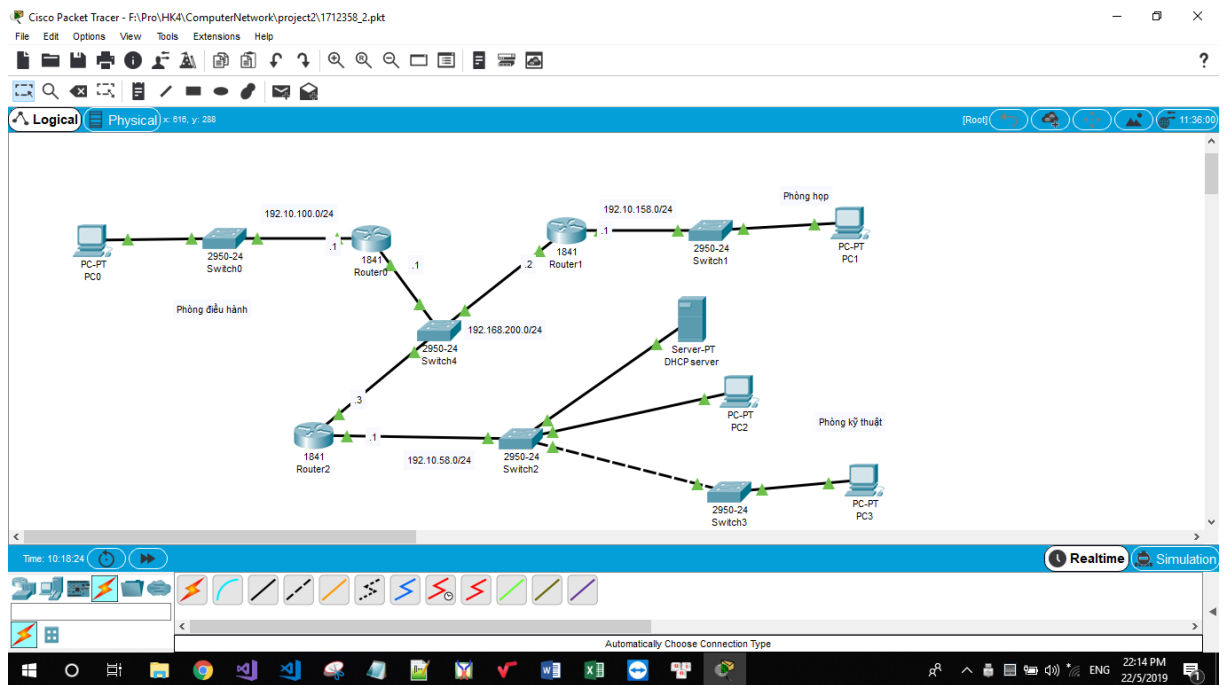 Cisco Packet Tracer - F:\Pro\HK4\ComputerNetwork\project2\1712358_2.pkt
File Edit Options View Tools Extensions Help
Logical Physical x: 616, y: 288 [Root] 11:36:00
Phòng họp
192.10.100.0/24
192.10.158.0/24
.1
.1
PC-PT
PC0
2950-24
Switch0
1841
Router0
.1
.2
1841
Router1
2950-24
Switch1
PC-PT
PC1
Phòng điều hành
192.168.200.0/24
2950-24
Switch4
Server-PT
DHCP server
.3
PC-PT
PC2
Phòng kỹ thuật
.1
1841
Router2
192.10.58.0/24
2950-24
Switch2
2950-24
Switch3
PC-PT
PC3
Time: 10:18:24 Realtime Simulation
Automatically Choose Connection Type
ENG 22:14 PM
22/5/2019
1